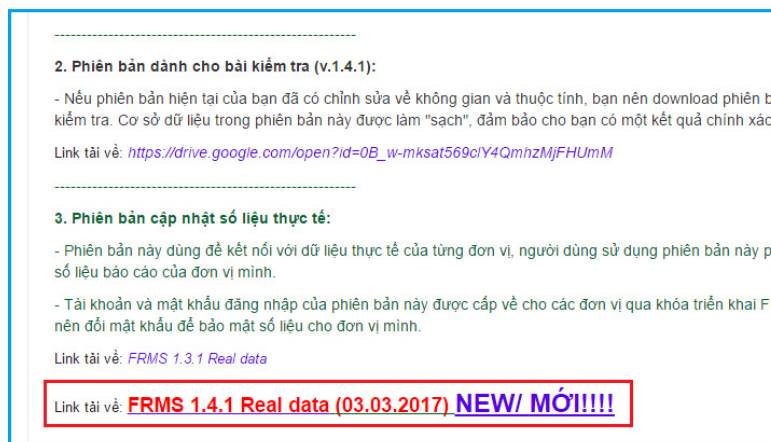 -------------------------------------------------------
2. Phiên bản dành cho bài kiểm tra (v.1.4.1):
- Nếu phiên bản hiện tại của bạn đã có chỉnh sửa về không gian và thuộc tính, bạn nên download phiên b
kiểm tra. Cơ sở dữ liệu trong phiên bản này được làm "sạch", đảm bảo cho bạn có một kết quả chính xác
Link tải về: https://drive.google.com/open?id=0B_w-mksat569clY4QmhzMjFHUmM
-------------------------------------------------------
3. Phiên bản cập nhật số liệu thực tế:
- Phiên bản này dùng để kết nối với dữ liệu thực tế của từng đơn vị, người dùng sử dụng phiên bản này p
số liệu báo cáo của đơn vị mình.
- Tài khoản và mật khẩu đăng nhập của phiên bản này được cấp về cho các đơn vị qua khóa triển khai F
nên đổi mật khẩu để bảo mật số liệu cho đơn vị mình.
Link tải về: FRMS 1.3.1 Real data
Link tải về: FRMS 1.4.1 Real data (03.03.2017) NEW/ MỚI!!!!